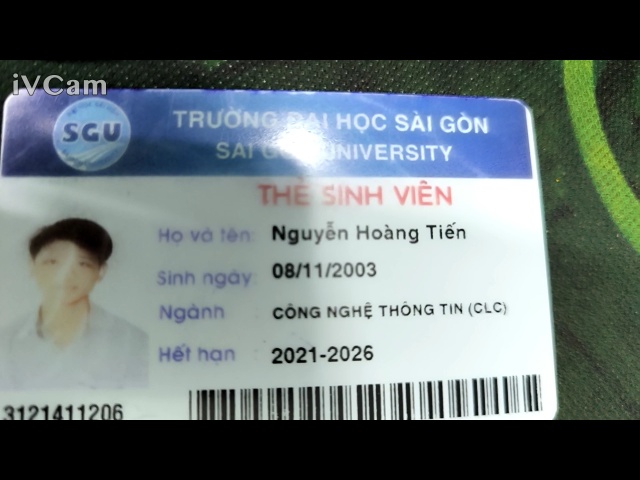 iVCam
SGU
TRƯỜNG ĐẠI HỌC SÀI GÒN
SAI GON UNIVERSITY
THẺ SINH VIÊN
Họ và tên: Nguyễn Hoàng Tiến
Sinh ngày: 08/11/2003
Ngành : CÔNG NGHỆ THÔNG TIN (CLC)
Hết hạn : 2021-2026
3121411206